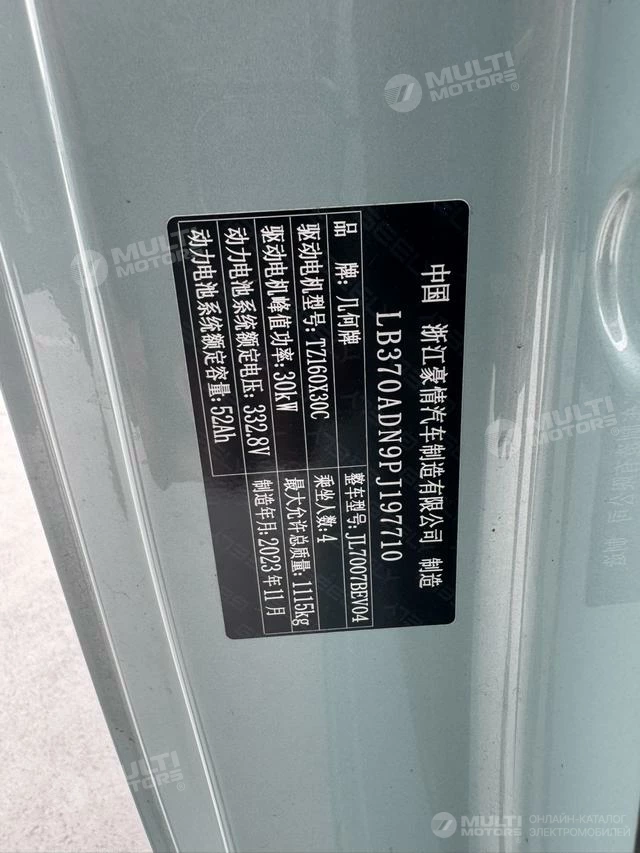 中国 浙江豪情汽车制造有限公司 制造
LB370ADN9PJ197710
品 牌:几何牌 整车型号:JL7007BEV04
驱动电机型号:TZ160X30C 乘坐人数:4
驱动电机峰值功率:30kW 最大允许总质量:1115kg
动力电池系统额定电压:332.8V 制造年月:2023年11月
动力电池系统额定容量:52Ah
MULTI MOTORS
MULTI MOTORS
MULTI MOTORS
MULTI MOTORS
MULTI MOTORS
ОНЛАЙН-КАТАЛОГ
ЭЛЕКТРОМОБИЛЕЙ